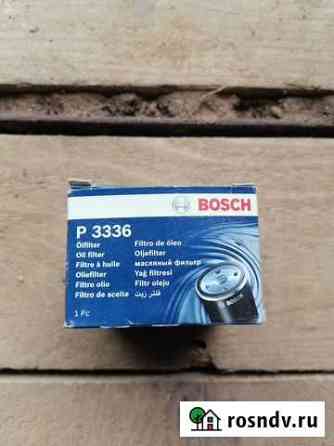 BOSCH
P 3336
Ölfilter
Oil filter
Filtre à huile
Oliefilter
Filtro olio
Filtro de aceite
Filtro de óleo
Oljefilter
масляный фильтр
Yağ filtresi
Filtr oleju
فلتر زيت
1 Pc
BOSCH
rosndv.ru